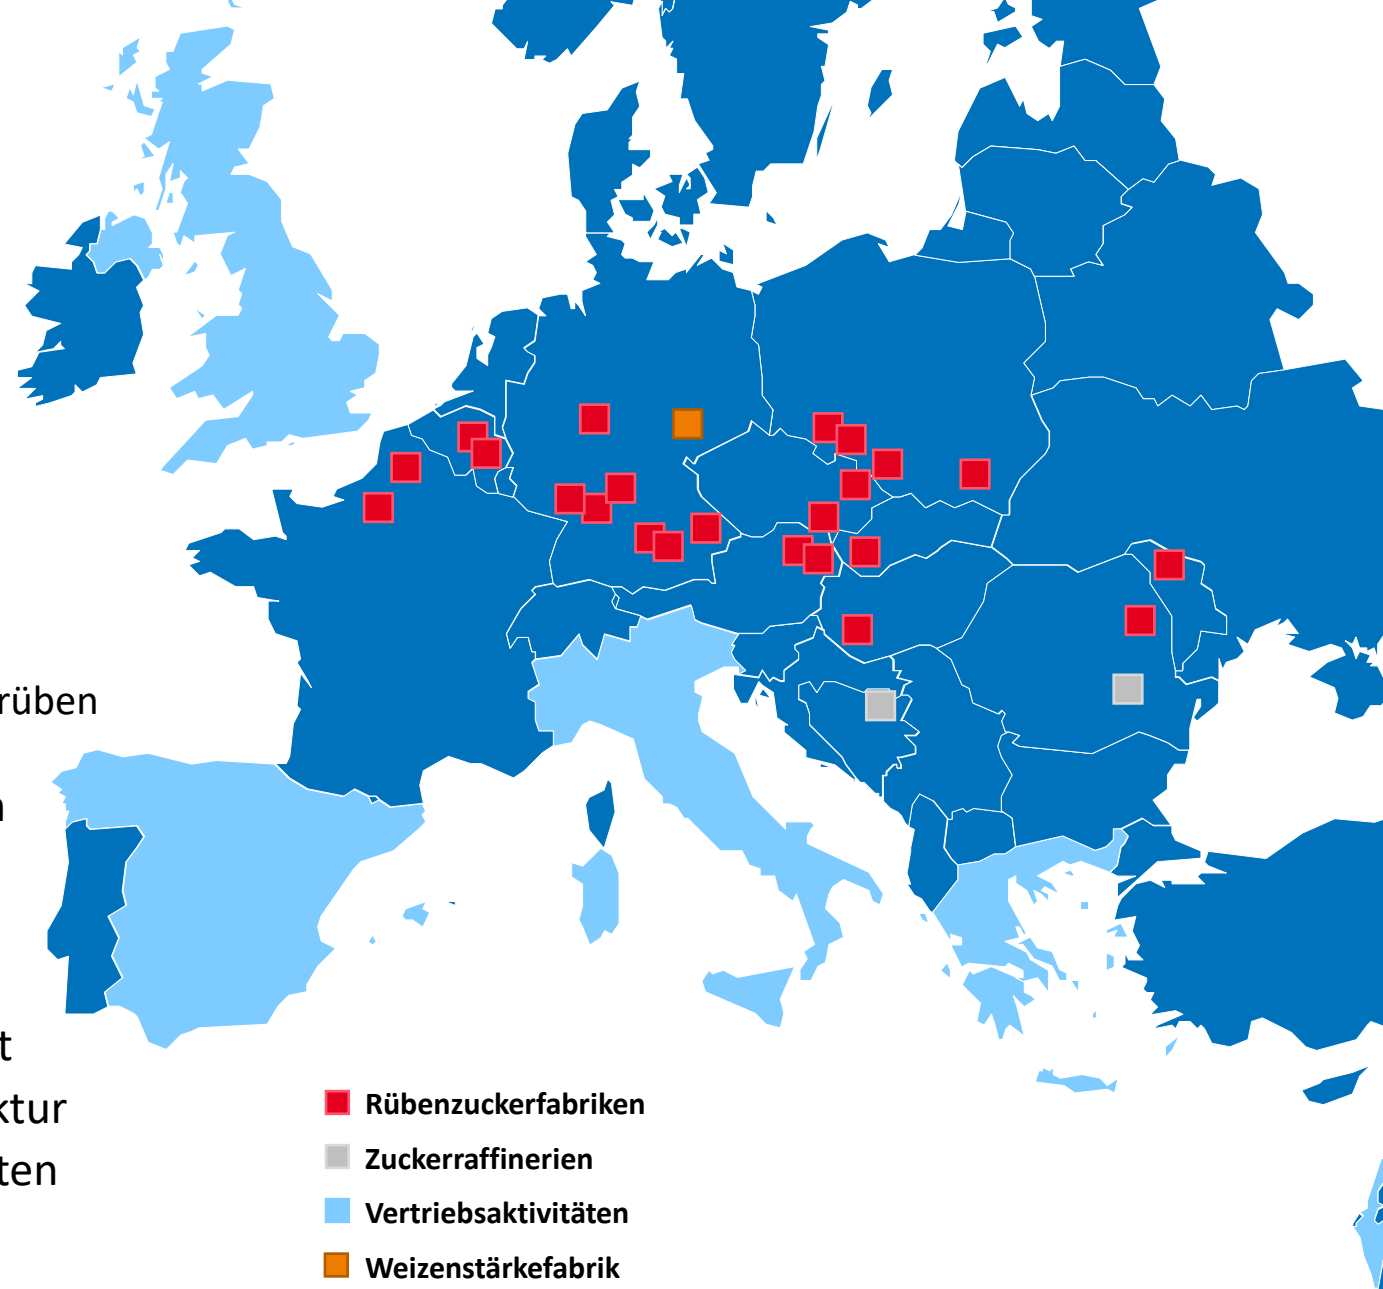 rüben
n
t
ktur
ten
Rübenzuckerfabriken
Zuckerraffinerien
Vertriebsaktivitäten
Weizenstärkefabrik